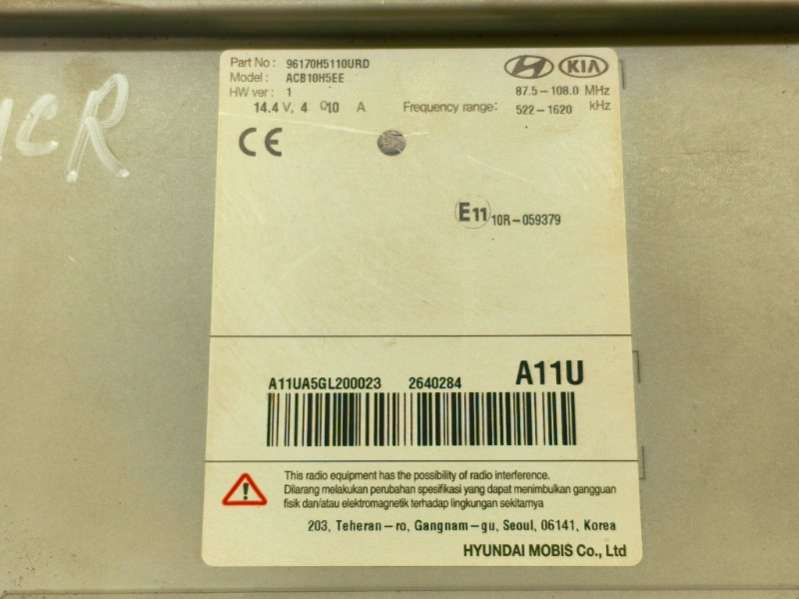 Part No : 96170H5110URD
KIA
Model : ACB10H5EE
87.5-108.0 MHz
HW ver : 1
14.4 V, 4 Ω 10 A
Frequency range: 522-1620 kHz
CE
E11 10R-059379
A11UA5GL200023 2640284 A11U
This radio equipment has the possibility of radio interference.
Dilarang melakukan perubahan spesifikasi yang dapat menimbulkan gangguan
fisik dan/atau elektromagnetik terhadap lingkungan sekitarnya
203, Teheran-ro, Gangnam-gu, Seoul, 06141, Korea
HYUNDAI MOBIS Co., Ltd